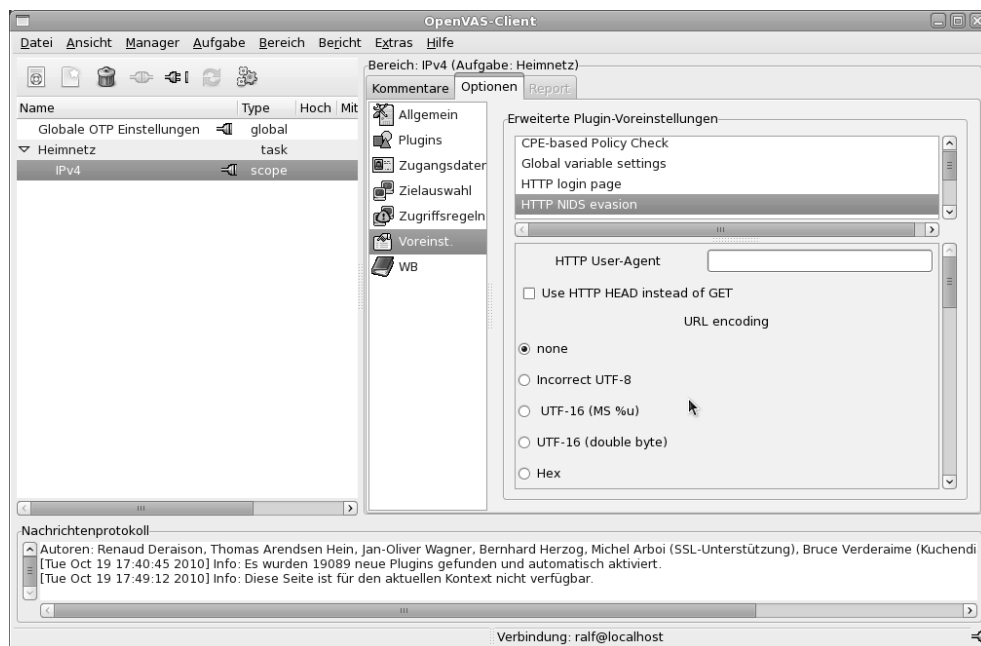 OpenVAS-Client
Datei Ansicht Manager Aufgabe Bereich Bericht Extras Hilfe
Name Type Hoch Mit
Globale OTP Einstellungen global
Heimnetz task
IPv4 scope
Bereich: IPv4 (Aufgabe: Heimnetz)
Kommentare Optionen Report
Allgemein
Plugins
Zugangsdater
Zielauswahl
Zugriffsregeln
Voreinst.
WB
Erweiterte Plugin-Voreinstellungen
CPE-based Policy Check
Global variable settings
HTTP login page
HTTP NIDS evasion
HTTP User-Agent
Use HTTP HEAD instead of GET
URL encoding
none
Incorrect UTF-8
UTF-16 (MS %u)
UTF-16 (double byte)
Hex
Nachrichtenprotokoll
Autoren: Renaud Deraison, Thomas Arendsen Hein, Jan-Oliver Wagner, Bernhard Herzog, Michel Arboi (SSL-Unterstützung), Bruce Verderaime (Kuchendi
[Tue Oct 19 17:40:45 2010] Info: Es wurden 19089 neue Plugins gefunden und automatisch aktiviert.
[Tue Oct 19 17:49:12 2010] Info: Diese Seite ist für den aktuellen Kontext nicht verfügbar.
Verbindung: ralf@localhost